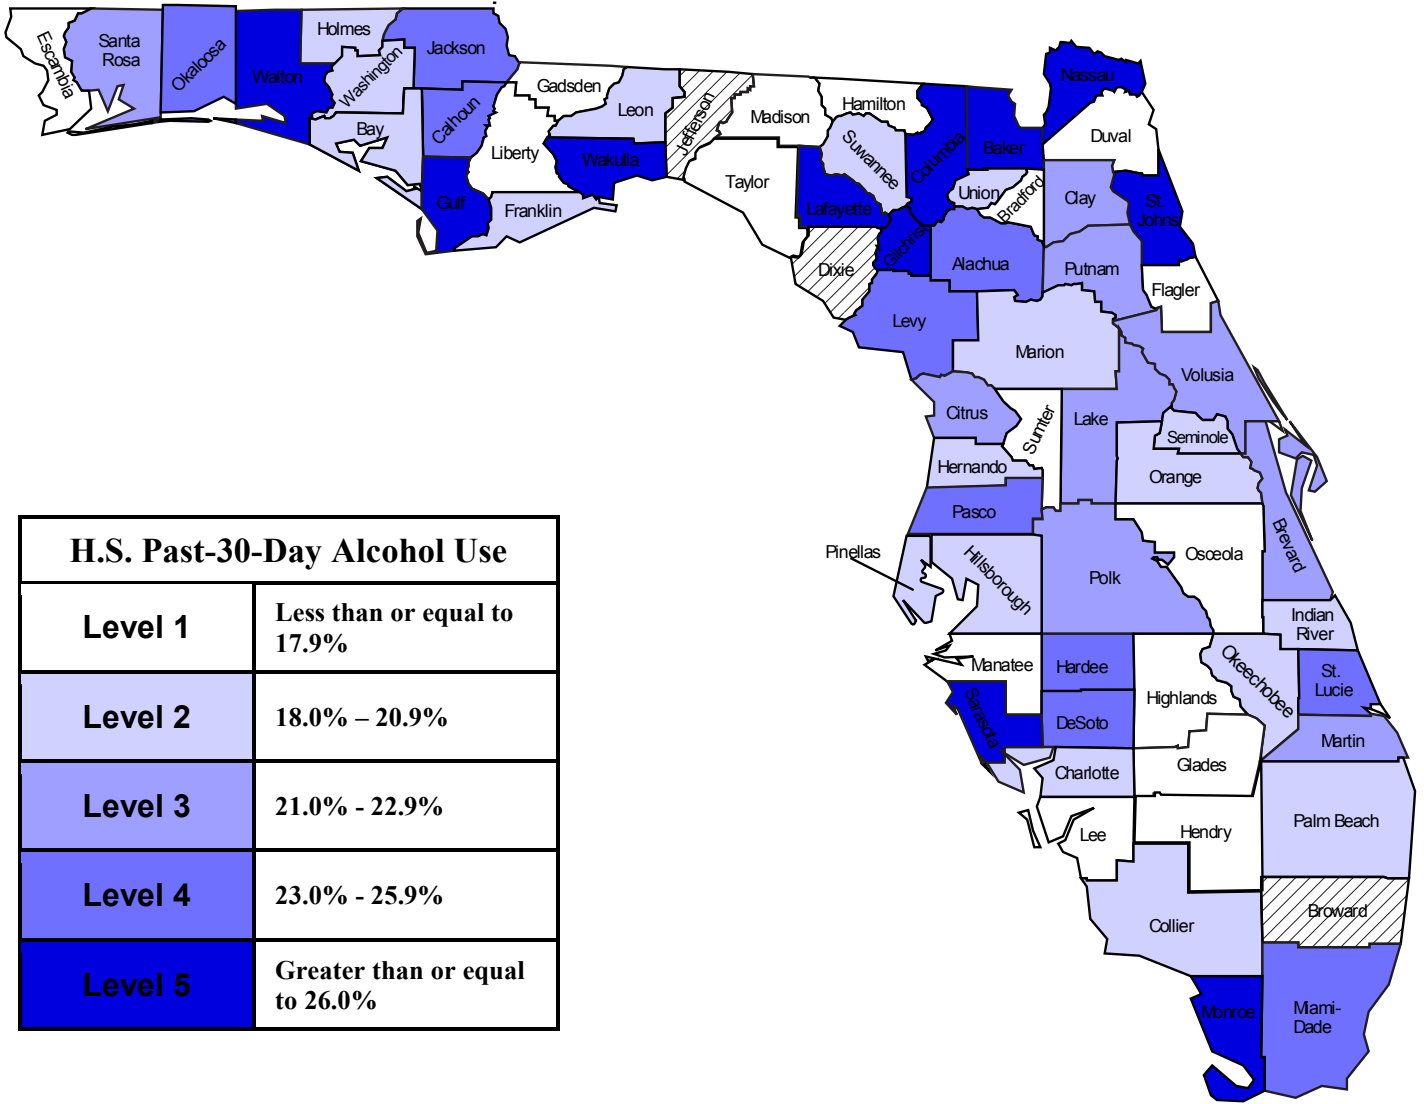 Escambia
Santa
Rosa
Okaloosa
Walton
Holmes
Washington
Jackson
Bay
Calhoun
Gulf
Gadsden
Liberty
Franklin
Leon
Wakulla
Jefferson
Madison
Taylor
Hamilton
Suwannee
Lafayette
Dixie
Columbia
Gilchrist
Baker
Union
Bradford
Nassau
Duval
Clay
St.
Johns
Alachua
Putnam
Flagler
Levy
Marion
Volusia
Citrus
Sumter
Lake
Seminole
Orange
Hernando
Pasco
Pinellas
Hillsborough
Polk
Osceola
Brevard
Indian
River
Manatee
Hardee
Highlands
Okeechobee
St.
Lucie
Sarasota
DeSoto
Martin
Charlotte
Glades
Lee
Hendry
Palm Beach
Collier
Broward
Monroe
Miami-
Dade
H.S. Past-30-Day Alcohol Use
Level 1
Less than or equal to
17.9%
Level 2
18.0% – 20.9%
Level 3
21.0% - 22.9%
Level 4
23.0% - 25.9%
Level 5
Greater than or equal
to 26.0%